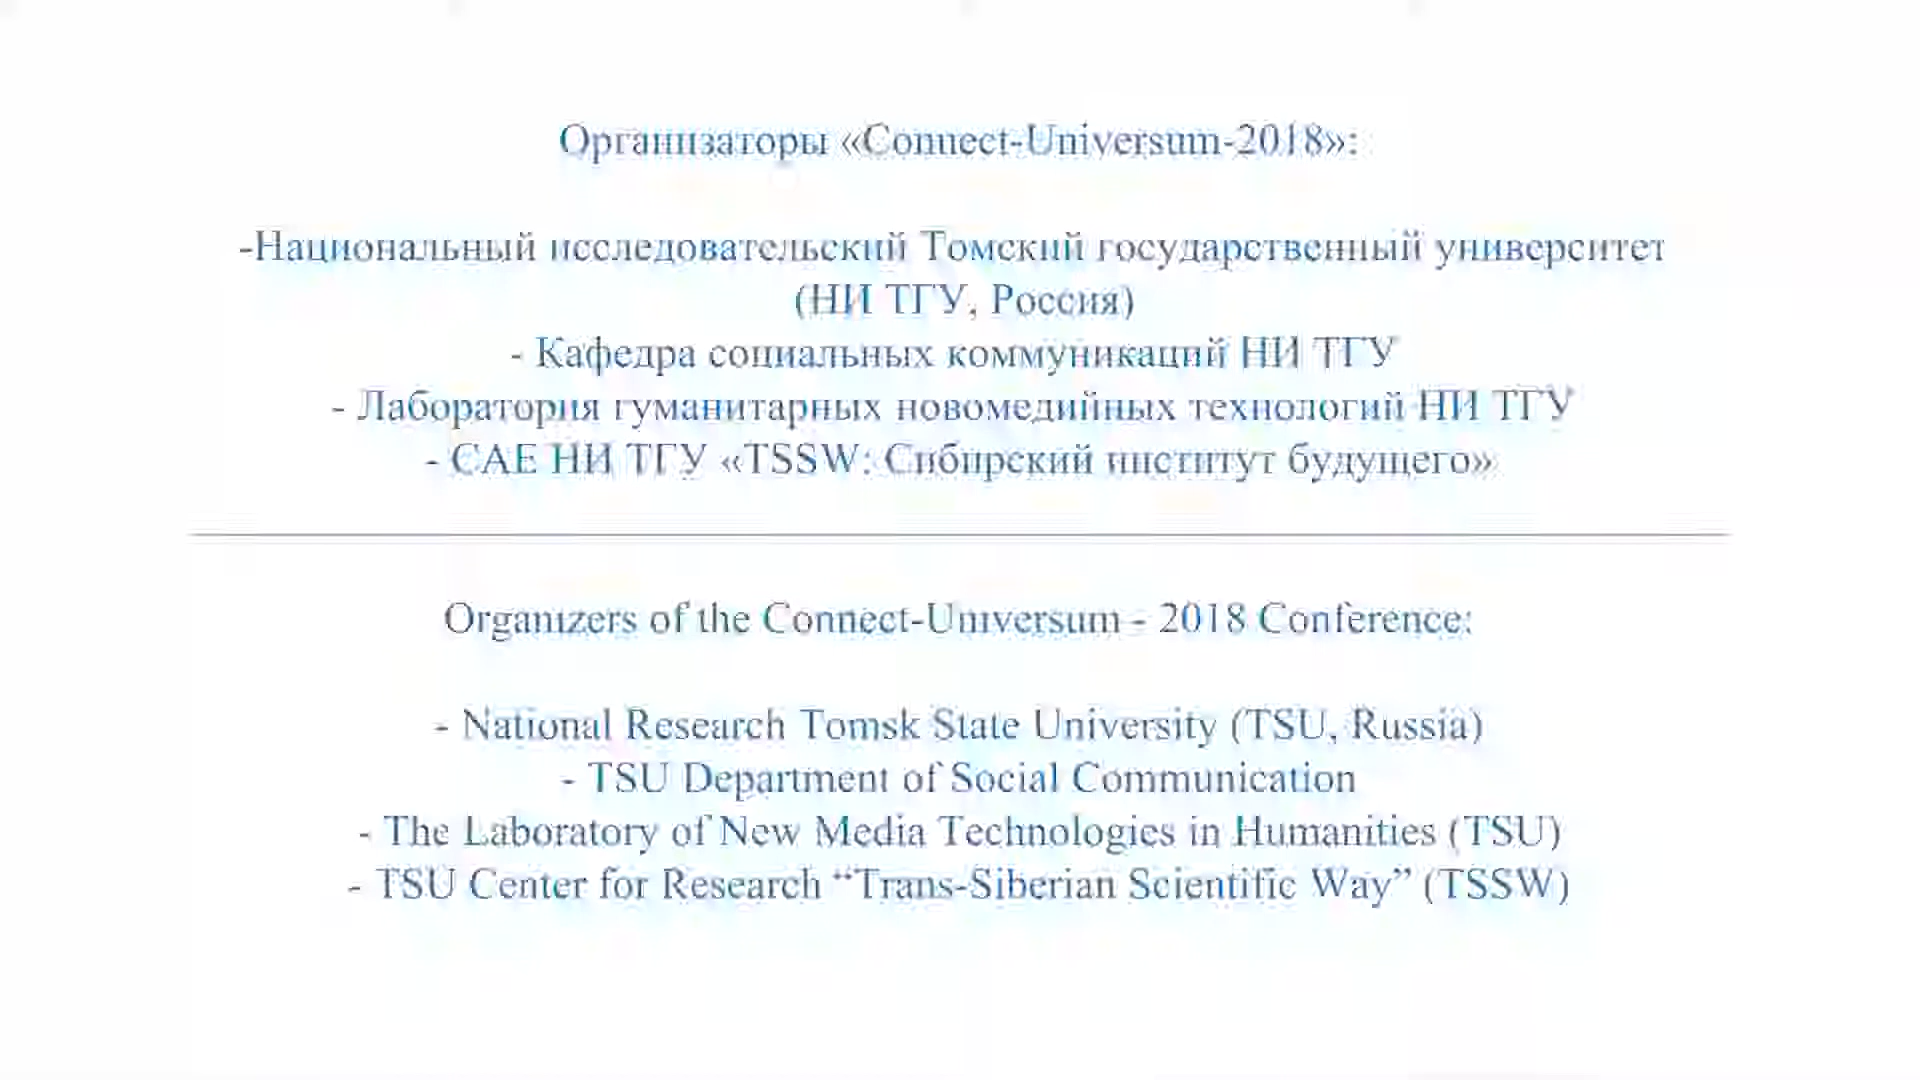 Организаторы «Connect-Universum-2018»:
-Национальный исследовательский Томский государственный университет
(НИ ТГУ, Россия)
- Кафедра социальных коммуникаций НИ ТГУ
- Лаборатория гуманитарных новомедийных технологий НИ ТГУ
- САЕ НИ ТГУ «TSSW: Сибирский институт будущего»
Organizers of the Connect-Universum - 2018 Conference:
- National Research Tomsk State University (TSU, Russia)
- TSU Department of Social Communication
- The Laboratory of New Media Technologies in Humanities (TSU)
- TSU Center for Research “Trans-Siberian Scientific Way” (TSSW)